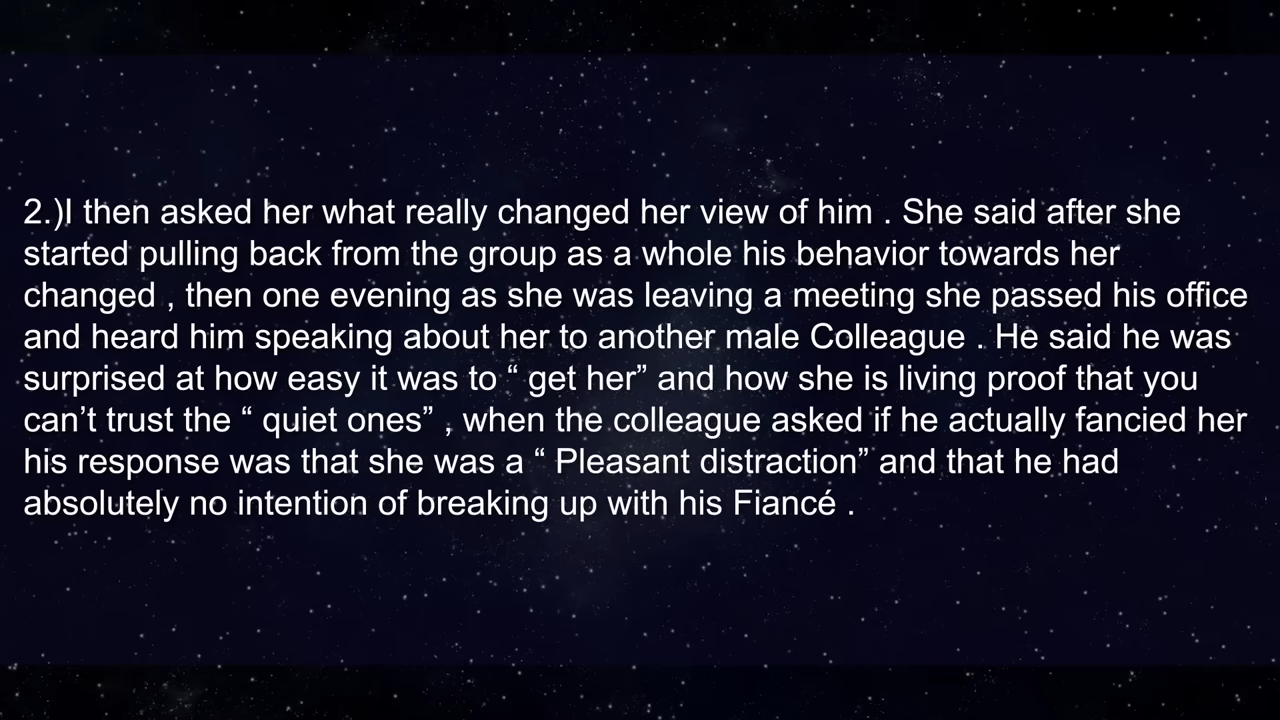 2.)I then asked her what really changed her view of him . She said after she
started pulling back from the group as a whole his behavior towards her
changed , then one evening as she was leaving a meeting she passed his office
and heard him speaking about her to another male Colleague . He said he was
surprised at how easy it was to “ get her” and how she is living proof that you
can’t trust the “ quiet ones” , when the colleague asked if he actually fancied her
his response was that she was a “ Pleasant distraction” and that he had
absolutely no intention of breaking up with his Fiancé .